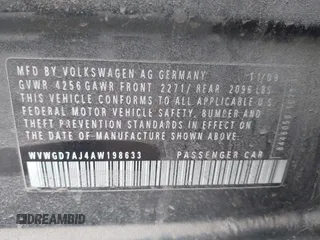 MFD BY VOLKSWAGEN AG GERMANY 11/09
GVWR 4256 GAWR FRONT 2271/ REAR 2096 LBS
THIS VEHICLE CONFORMS TO ALL APPLICABLE U.S.
FEDERAL MOTOR VEHICLE SAFETY, BUMPER AND
THEFT PREVENTION STANDARDS IN EFFECT ON
THE DATE OF MANUFACTURE SHOWN ABOVE
WVWGD7AJ4AW198633 PASSENGER CAR
DREAMBID